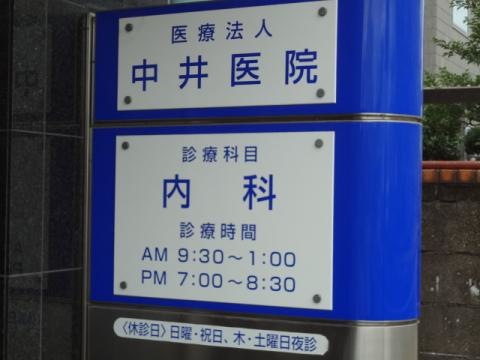 医療法人
中井医院
診療科目
内　科
診療時間
AM 9:30～1:00
PM 7:00～8:30
〈休診日〉日曜・祝日、木・土曜日夜診